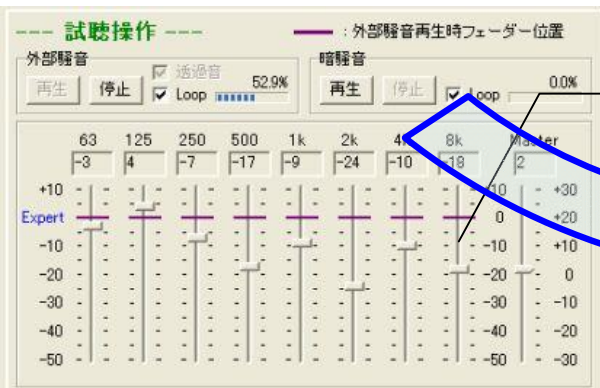 --- 試聴操作 ---
: 外部騒音再生時フェーダー位置
外部騒音
再生 停止 透過音 Loop 52.9%
暗騒音
再生 停止 Loop 0.0%
63 125 250 500 1k 2k 4k 8k Master
-3 4 -7 -17 -9 -24 -10 -18 2
+10 +10 +30
Expert 0 +20
-10 -10 +10
-20 -20 0
-30 -30 -10
-40 -40 -20
-50 -50 -30